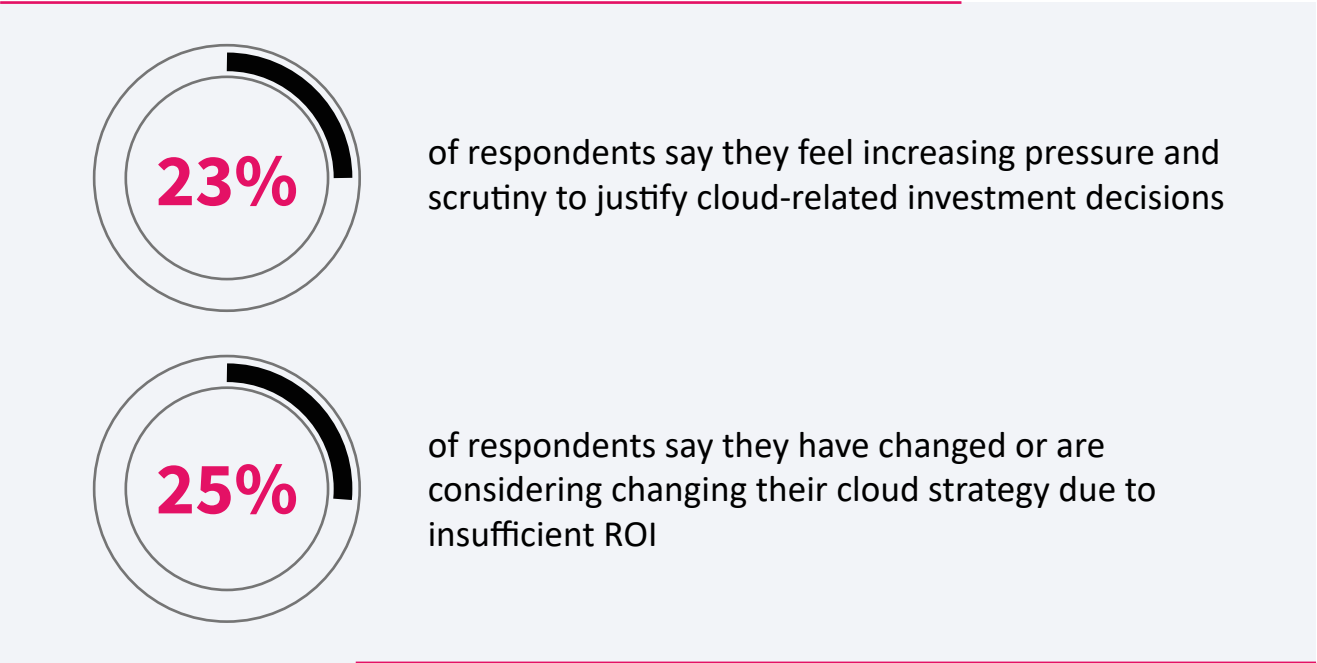 23%
of respondents say they feel increasing pressure and
scrutiny to justify cloud-related investment decisions
25%
of respondents say they have changed or are
considering changing their cloud strategy due to
insufficient ROI